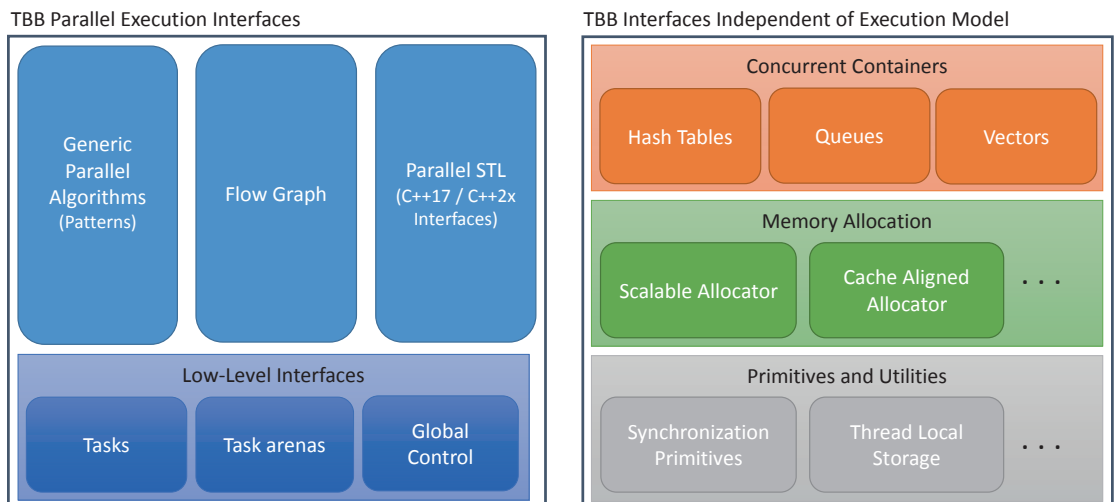 TBB Parallel Execution Interfaces
Generic
Parallel
Algorithms
(Patterns)
Flow Graph
Parallel STL
(C++17 / C++2x
Interfaces)
Low-Level Interfaces
Tasks
Task arenas
Global
Control
TBB Interfaces Independent of Execution Model
Concurrent Containers
Hash Tables
Queues
Vectors
Memory Allocation
Scalable Allocator
Cache Aligned
Allocator
. . .
Primitives and Utilities
Synchronization
Primitives
Thread Local
Storage
. . .